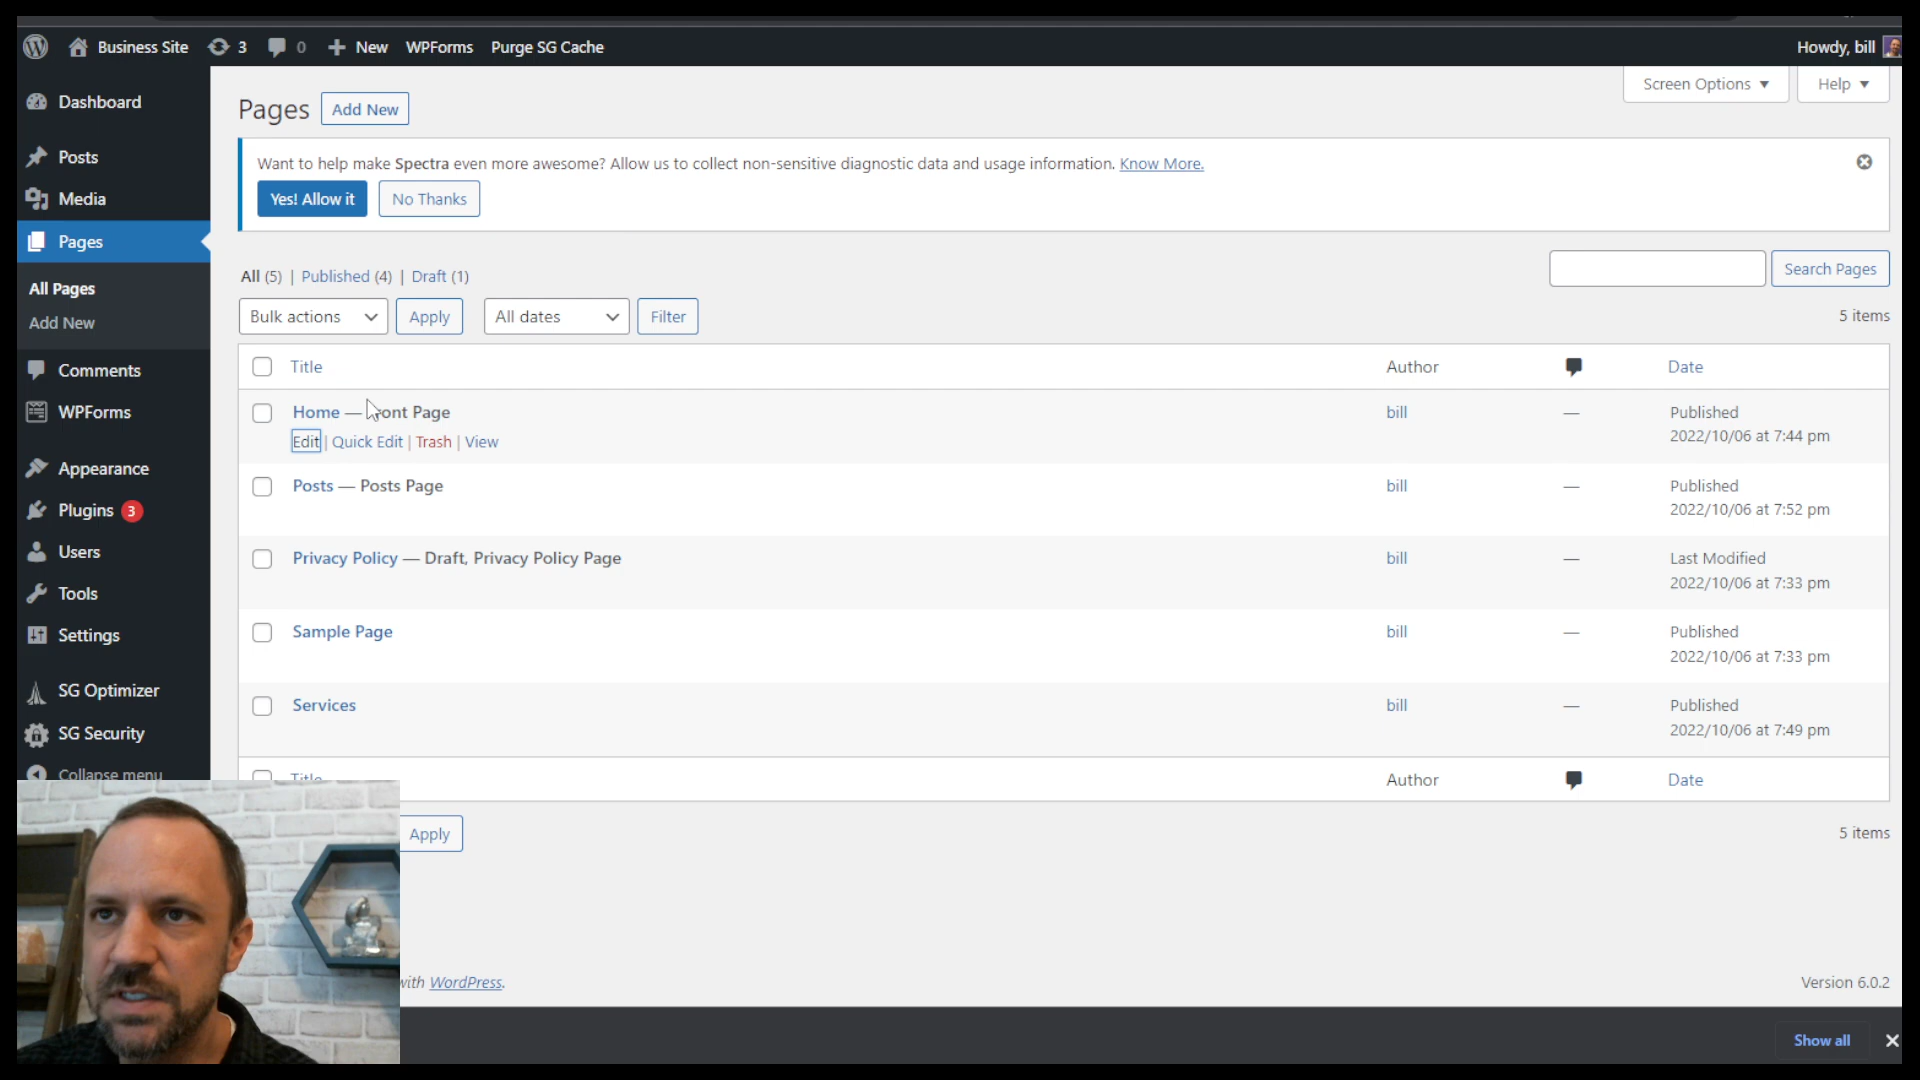 Business Site 3 0 New WPForms Purge SG Cache Howdy, bill
Dashboard
Posts
Media
Pages
All Pages
Add New
Comments
WPForms
Appearance
Plugins 3
Users
Tools
Settings
SG Optimizer
SG Security
Collapse menu
Screen Options Help
Pages Add New
Want to help make Spectra even more awesome? Allow us to collect non-sensitive diagnostic data and usage information. Know More.
Yes! Allow it No Thanks
All (5) | Published (4) | Draft (1)
Search Pages
Bulk actions Apply All dates Filter 5 items
Title Author Date
Home — Front Page bill — Published
Edit | Quick Edit | Trash | View 2022/10/06 at 7:44 pm
Posts — Posts Page bill — Published
2022/10/06 at 7:52 pm
Privacy Policy — Draft, Privacy Policy Page bill — Last Modified
2022/10/06 at 7:33 pm
Sample Page bill — Published
2022/10/06 at 7:33 pm
Services bill — Published
2022/10/06 at 7:49 pm
Title Author Date
Apply 5 items
with WordPress. Version 6.0.2
Show all